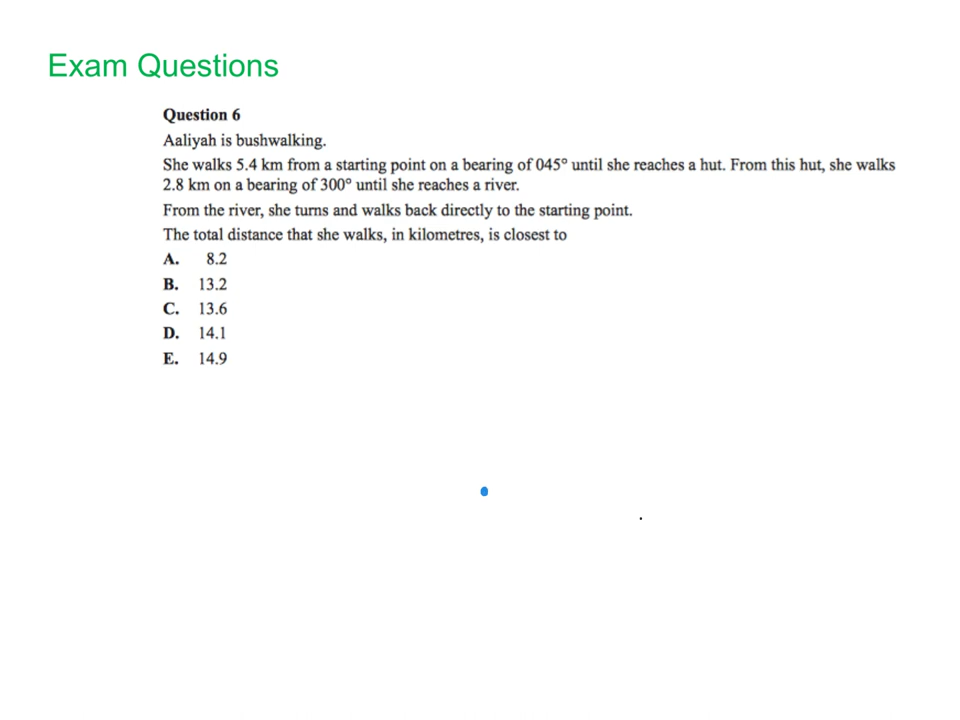 Exam Questions
Question 6
Aaliyah is bushwalking.
She walks 5.4 km from a starting point on a bearing of 045° until she reaches a hut. From this hut, she walks
2.8 km on a bearing of 300° until she reaches a river.
From the river, she turns and walks back directly to the starting point.
The total distance that she walks, in kilometres, is closest to
A. 8.2
B. 13.2
C. 13.6
D. 14.1
E. 14.9